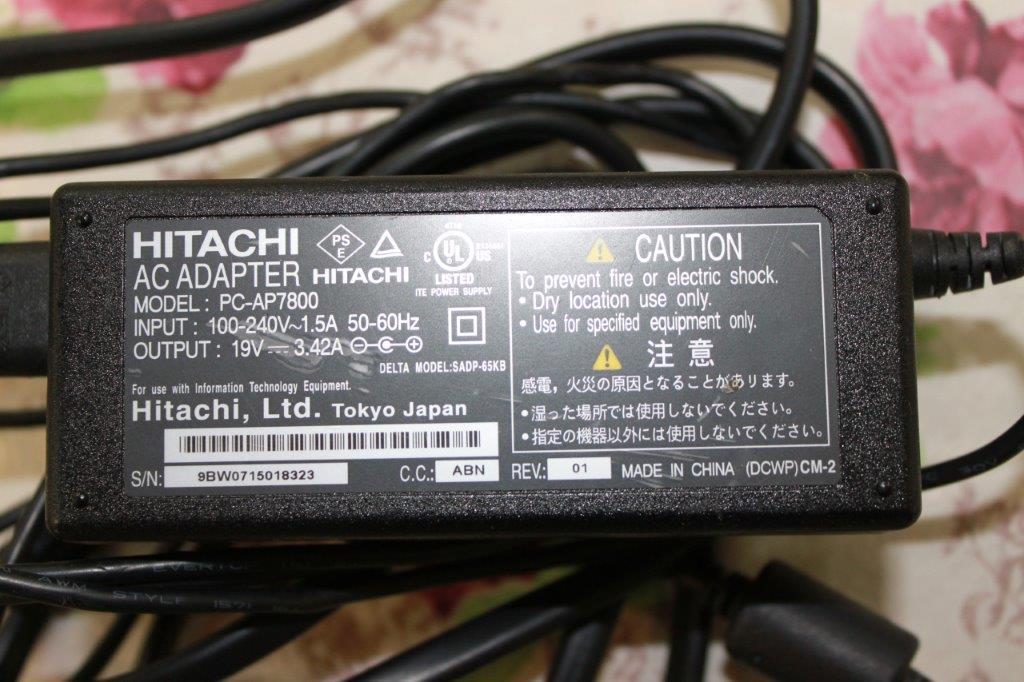 HITACHI
AC ADAPTER
PS
E
HITACHI
C UL US
LISTED
ITE POWER SUPPLY
MODEL : PC-AP7800
INPUT : 100-240V~1.5A 50-60Hz
OUTPUT : 19V 3.42A
DELTA MODEL:SADP-65KB
For use with Information Technology Equipment.
Hitachi, Ltd. Tokyo Japan
S/N: 9BW0715018323
C.C.: ABN
CAUTION
To prevent fire or electric shock.
・Dry location use only.
・Use for specified equipment only.
注意
感電，火災の原因となることがあります。
・湿った場所では使用しないでください。
・指定の機器以外には使用しないでください。
REV.: 01 MADE IN CHINA (DCWP)CM-2
AWM STYLE